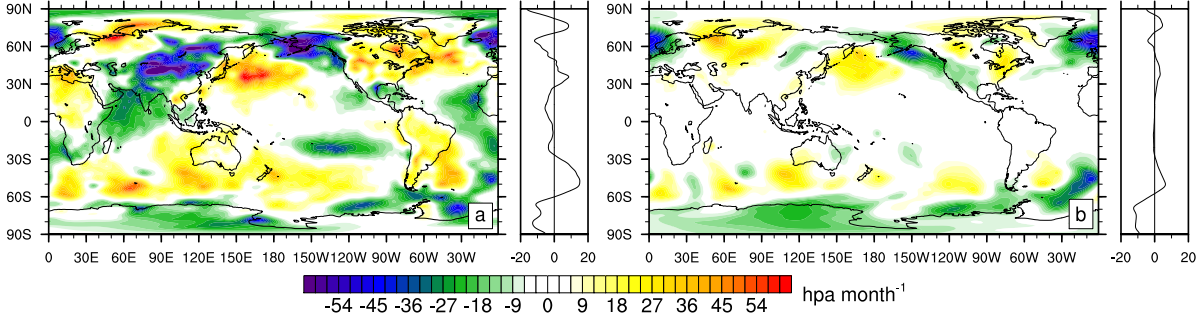 90N 90N
60N 60N
30N 30N
0 0
30S 30S
60S 60S
90S 90S
a b
0 30E 60E 90E 120E 150E 180 150W 120W 90W 60W 30W -20 0 20 0 30E 60E 90E 120E 150E 180 150W 120W 90W 60W 30W -20 0 20
-54 -45 -36 -27 -18 -9 0 9 18 27 36 45 54 hpa month⁻¹